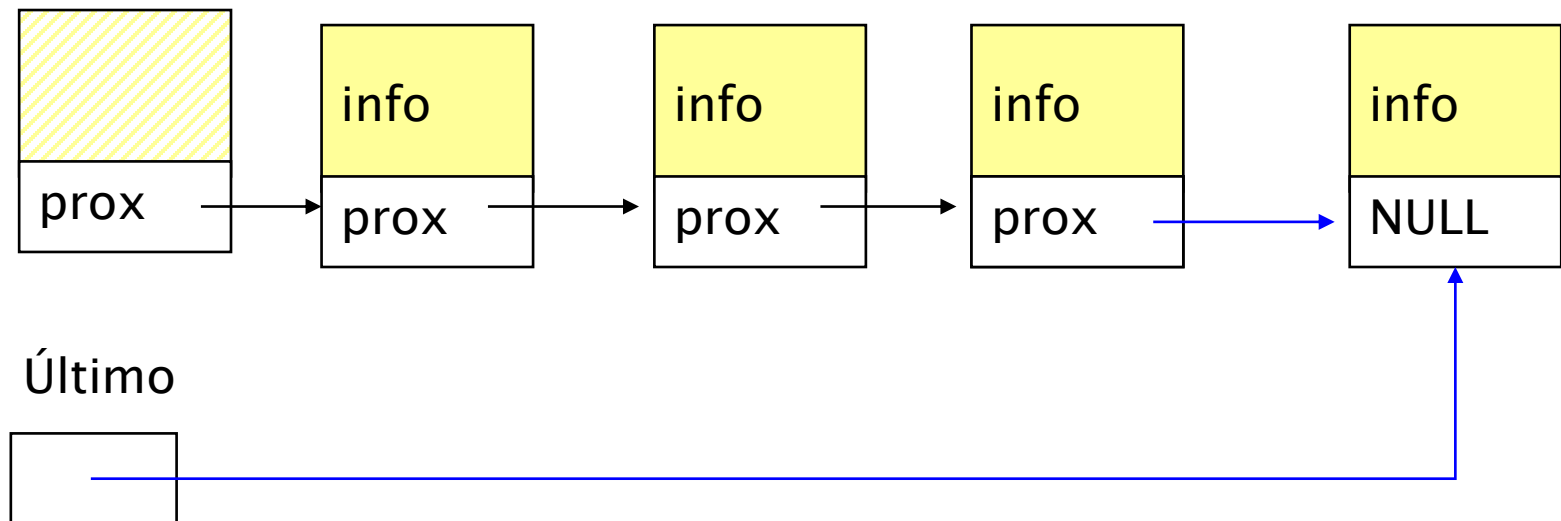 info info info info
prox prox prox prox NULL
Último